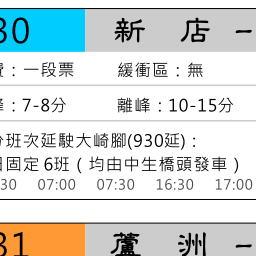 30 新店－
費：一段票 緩衝區：無
峰：7-8分 離峰：10-15分
分班次延駛大崎腳(930延)：
日固定6班（均由中生橋頭發車）
:30 07:00 07:30 16:30 17:00
31 蘆洲－